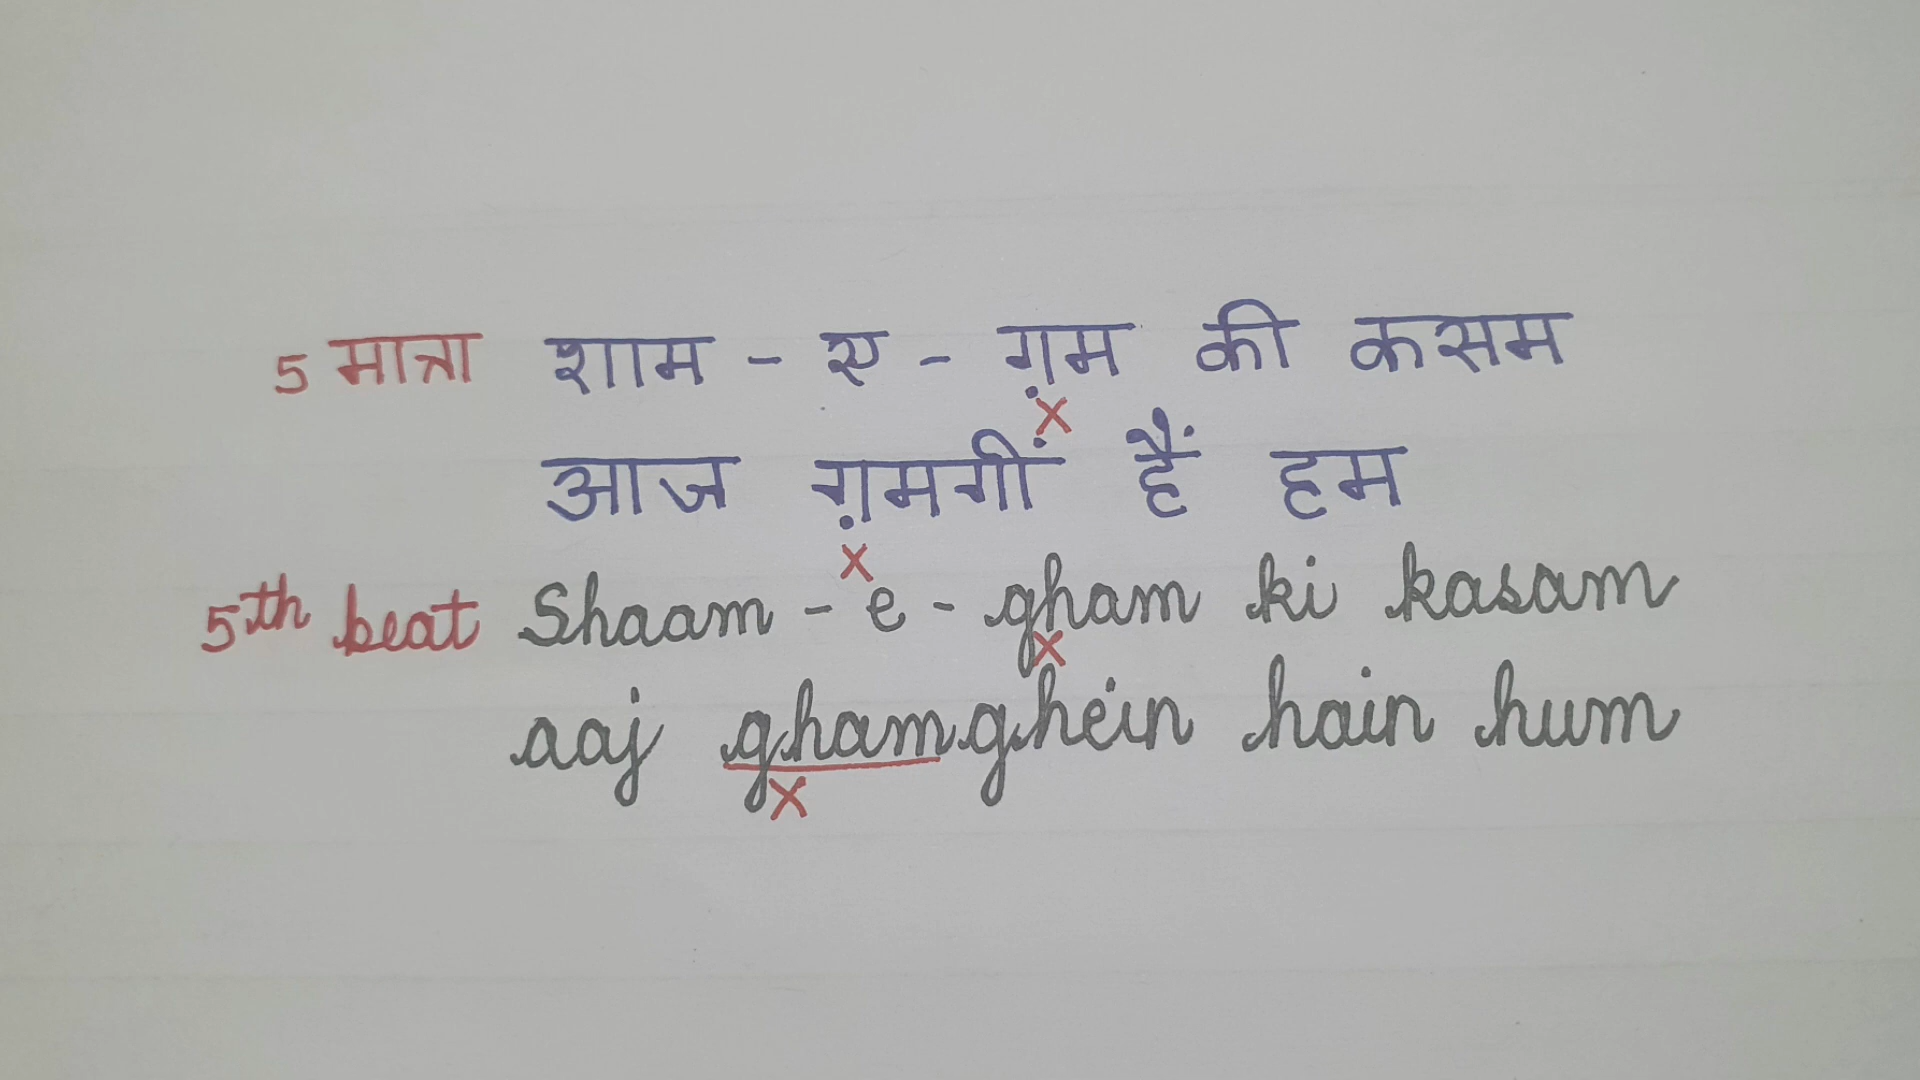 5 मात्रा शाम - ए - ग़म की कसम
x
आज ग़मगीं हैं हम
x
5th beat Shaam - e - gham ki kasam
x
aaj ghamghein hain hum
x